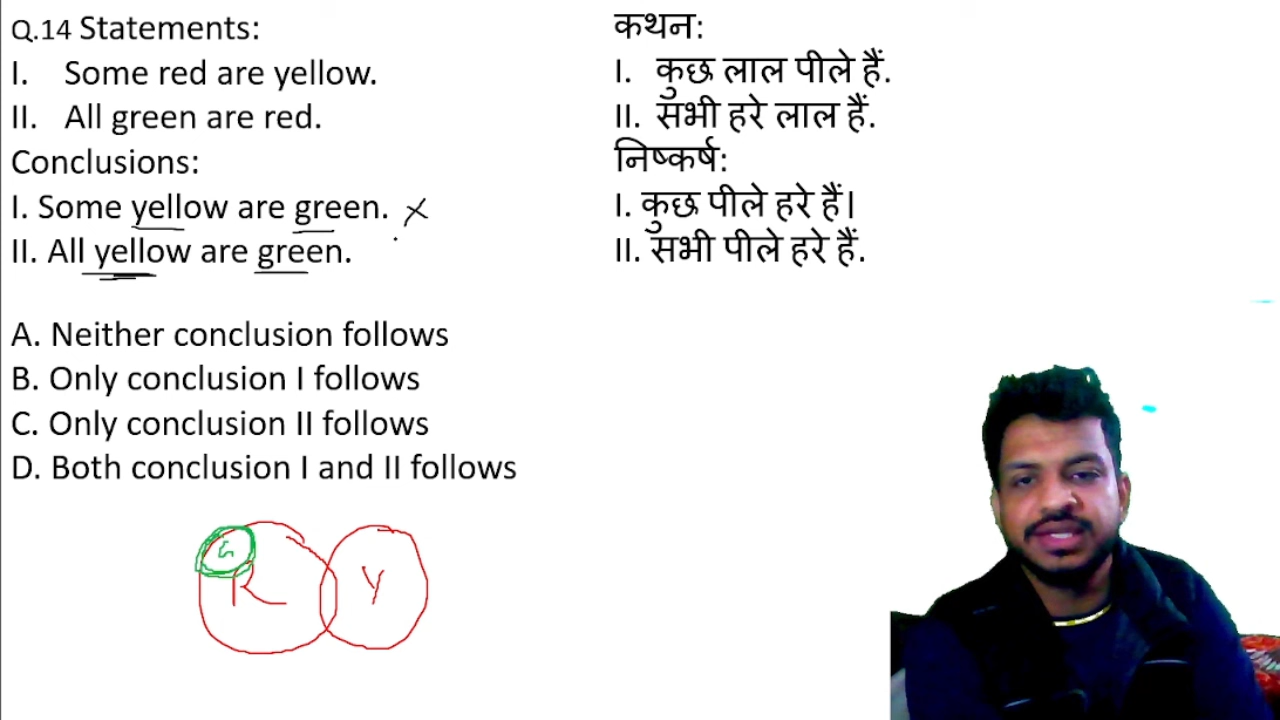 Q.14 Statements:
I. Some red are yellow.
II. All green are red.
Conclusions:
I. Some yellow are green. ×
II. All yellow are green.
A. Neither conclusion follows
B. Only conclusion I follows
C. Only conclusion II follows
D. Both conclusion I and II follows
G
R
Y
कथन:
I. कुछ लाल पीले हैं.
II. सभी हरे लाल हैं.
निष्कर्ष:
I. कुछ पीले हरे हैं।
II. सभी पीले हरे हैं.